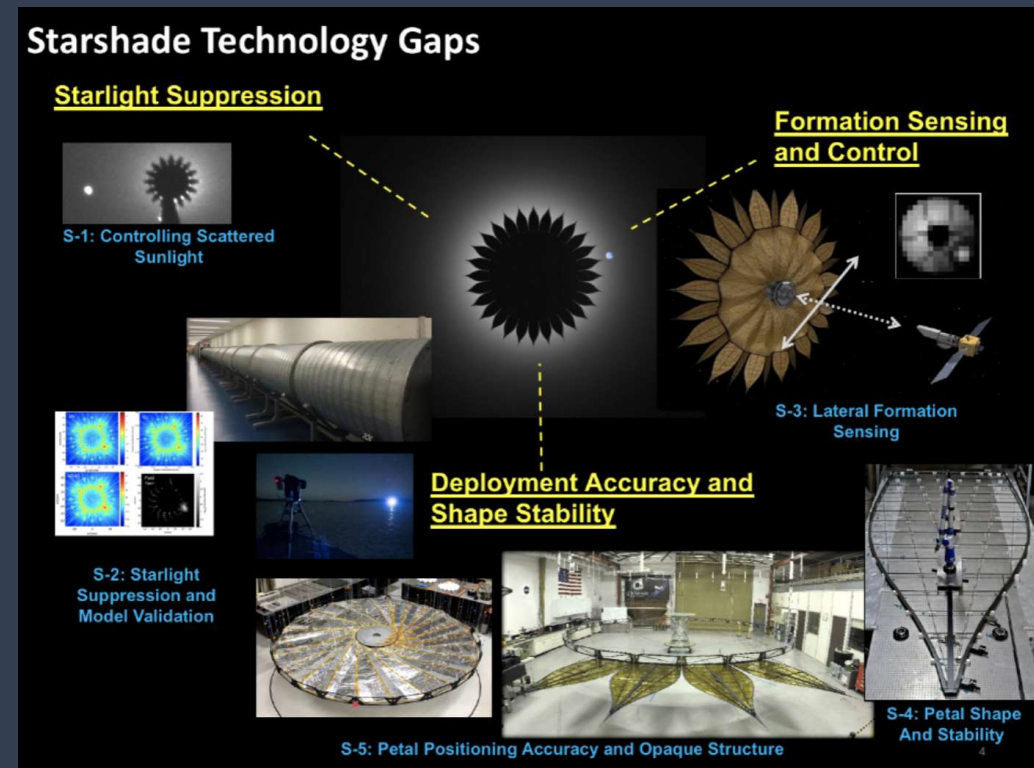 Starshade Technology Gaps
Starlight Suppression
Formation Sensing
and Control
S-1: Controlling Scattered
Sunlight
S-3: Lateral Formation
Sensing
Deployment Accuracy and
Shape Stability
S-2: Starlight
Suppression and
Model Validation
S-4: Petal Shape
And Stability
S-5: Petal Positioning Accuracy and Opaque Structure
4